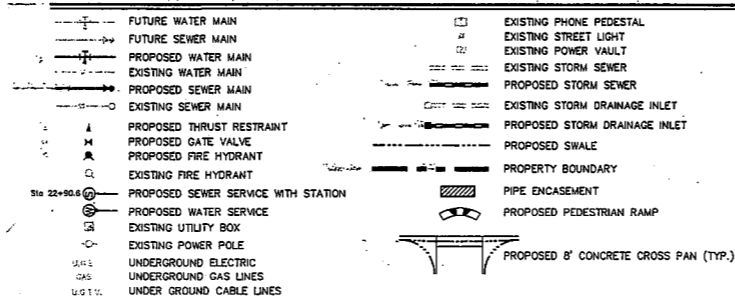 FUTURE WATER MAIN
FUTURE SEWER MAIN
PROPOSED WATER MAIN
EXISTING WATER MAIN
PROPOSED SEWER MAIN
EXISTING SEWER MAIN
PROPOSED THRUST RESTRAINT
PROPOSED GATE VALVE
PROPOSED FIRE HYDRANT
EXISTING FIRE HYDRANT
Sta 22+90.6 S PROPOSED SEWER SERVICE WITH STATION
PROPOSED WATER SERVICE
EXISTING UTILITY BOX
EXISTING POWER POLE
U.G.E. UNDERGROUND ELECTRIC
GAS UNDERGROUND GAS LINES
U.G.T.V. UNDER GROUND CABLE LINES
EXISTING PHONE PEDESTAL
EXISTING STREET LIGHT
EXISTING POWER VAULT
EXISTING STORM SEWER
PROPOSED STORM SEWER
EXISTING STORM DRAINAGE INLET
PROPOSED STORM DRAINAGE INLET
PROPOSED SWALE
PROPERTY BOUNDARY
PIPE ENCASEMENT
PROPOSED PEDESTRIAN RAMP
PROPOSED 8' CONCRETE CROSS PAN (TYP.)